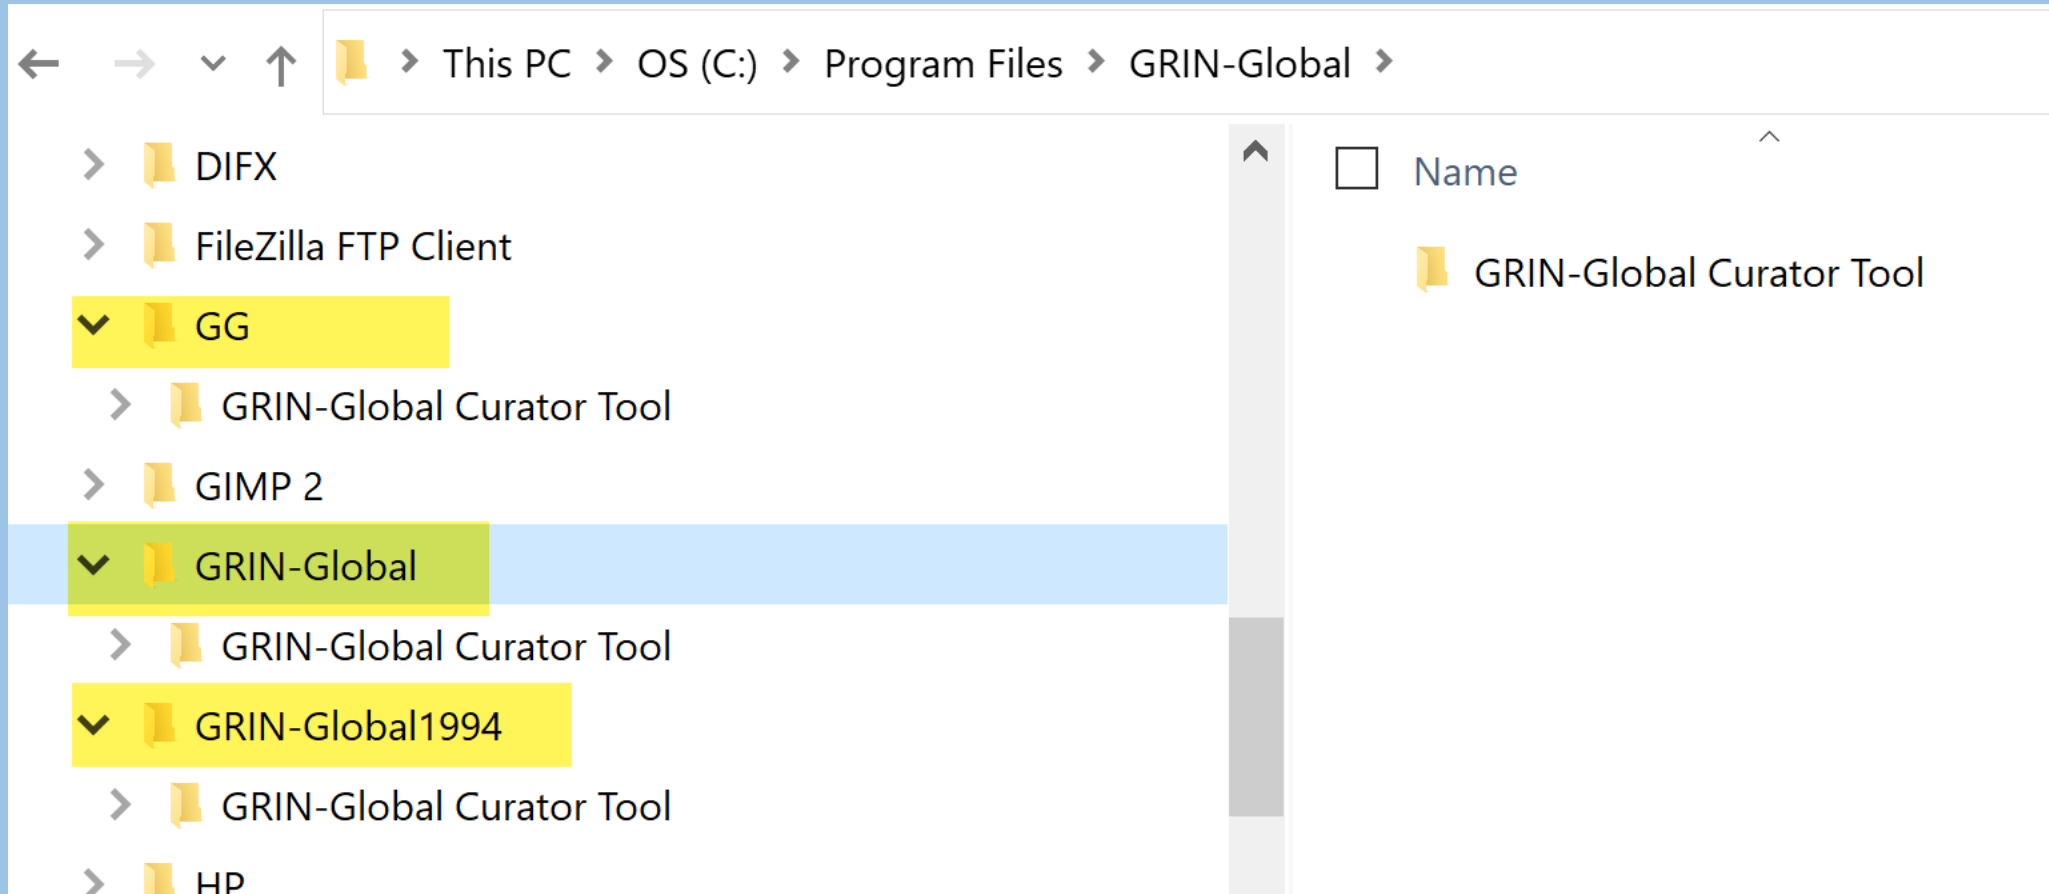 This PC OS (C:) Program Files GRIN-Global
DIFX
FileZilla FTP Client
GG
GRIN-Global Curator Tool
GIMP 2
GRIN-Global
GRIN-Global Curator Tool
GRIN-Global1994
GRIN-Global Curator Tool
HP
Name
GRIN-Global Curator Tool